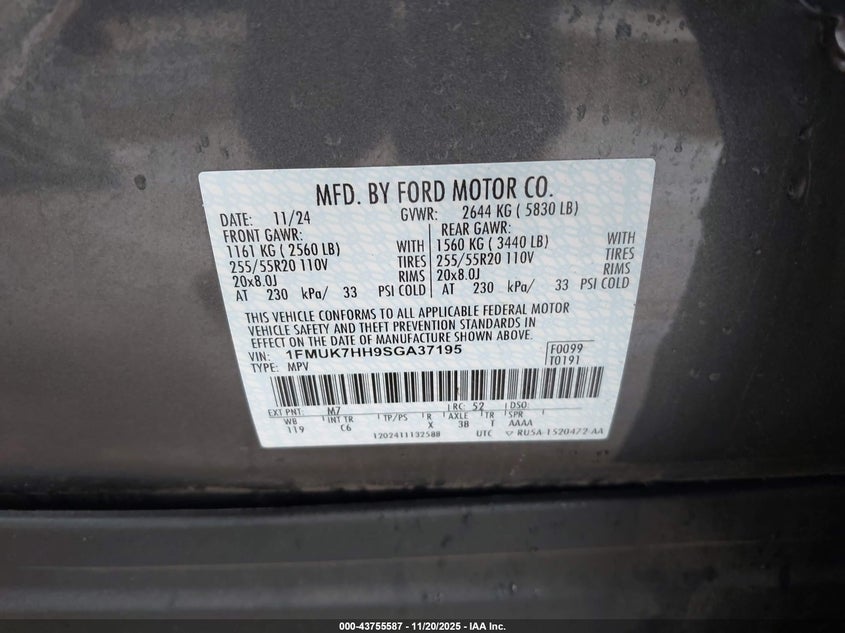 MFD. BY FORD MOTOR CO.
DATE: 11/24 GVWR: 2644 KG ( 5830 LB)
FRONT GAWR: REAR GAWR:
1161 KG ( 2560 LB) WITH 1560 KG ( 3440 LB) WITH
255/55R20 110V TIRES 255/55R20 110V TIRES
20x8.0J RIMS 20x8.0J RIMS
AT 230 kPa/ 33 PSI COLD AT 230 kPa/ 33 PSI COLD
THIS VEHICLE CONFORMS TO ALL APPLICABLE FEDERAL MOTOR
VEHICLE SAFETY AND THEFT PREVENTION STANDARDS IN
EFFECT ON THE DATE OF MANUFACTURE SHOWN ABOVE.
VIN: 1FMUK7HH9SGA37195 F0099
TYPE: MPV T0191
EXT PNT: M7 RC: 52 DSO:
WB INT TR TP/PS R AXLE TR SPR
119 C6 X 38 T AAAA
12024111325BB UTC ▽ RU5A-1520472-AA
000-43755587 - 11/20/2025 - IAA Inc.